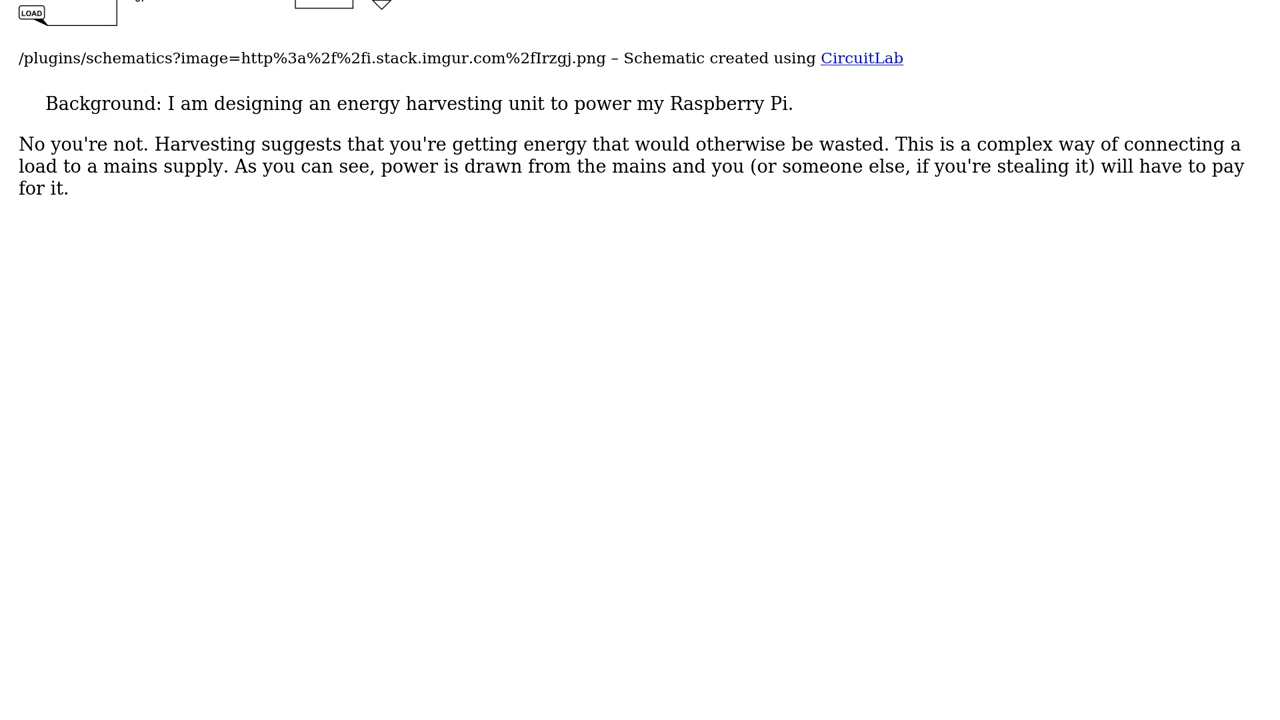 LOAD
/plugins/schematics?image=http%3a%2f%2fi.stack.imgur.com%2fIrzgj.png – Schematic created using CircuitLab
Background: I am designing an energy harvesting unit to power my Raspberry Pi.
No you're not. Harvesting suggests that you're getting energy that would otherwise be wasted. This is a complex way of connecting a
load to a mains supply. As you can see, power is drawn from the mains and you (or someone else, if you're stealing it) will have to pay
for it.